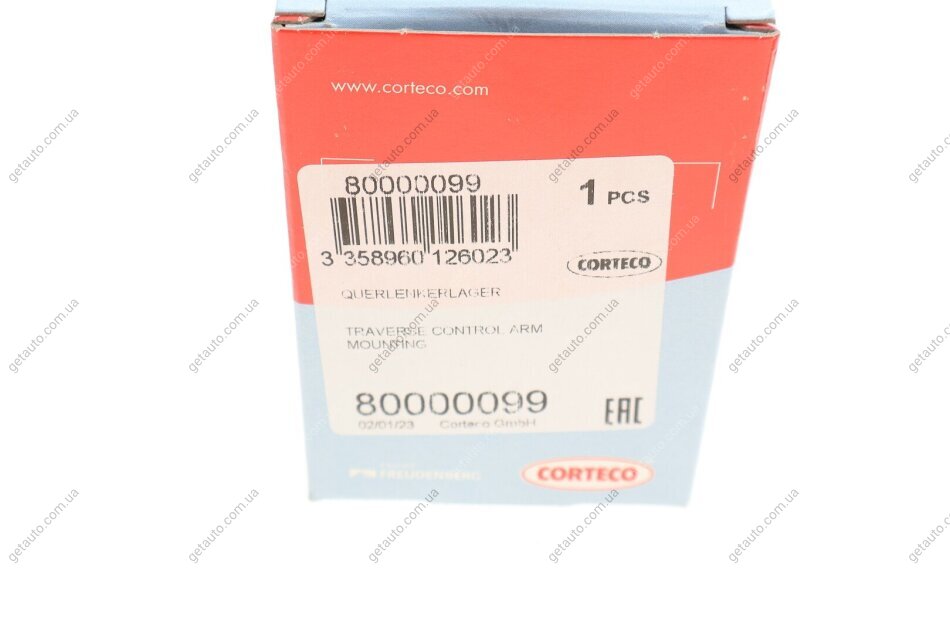 www.corteco.com
80000099
1 PCS
3 358960 126023
CORTECO
QUERLENKERLAGER
TRAVERSE CONTROL ARM
MOUNTING
80000099
EAC
02/01/23 Corteco GmbH
FREUDENBERG
CORTECO
getauto.com.ua